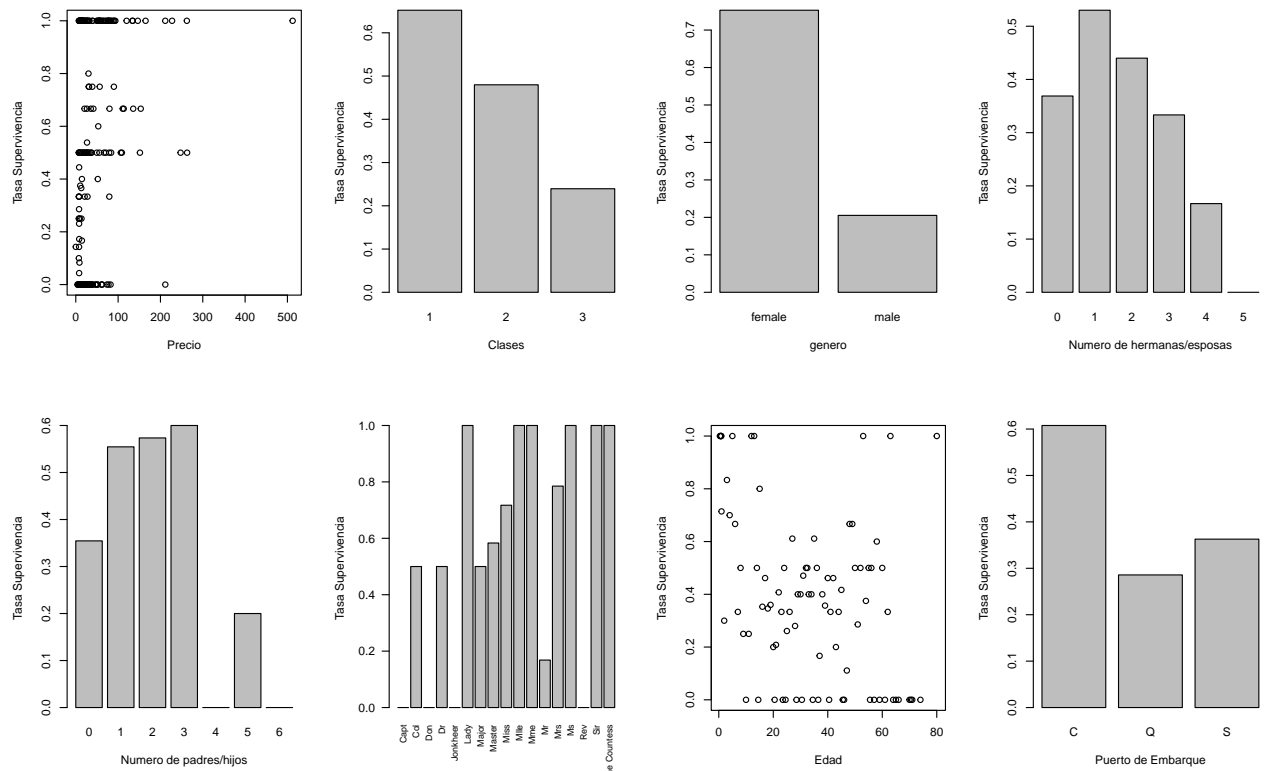 Tasa Supervivencia
0.0 0.2 0.4 0.6 0.8 1.0
0 100 200 300 400 500
Precio
Tasa Supervivencia
0.0 0.1 0.2 0.3 0.4 0.5 0.6
1 2 3
Clases
Tasa Supervivencia
0.0 0.1 0.2 0.3 0.4 0.5 0.6 0.7
female male
genero
Tasa Supervivencia
0.0 0.1 0.2 0.3 0.4 0.5
0 1 2 3 4 5
Numero de hermanas/esposas
Tasa Supervivencia
0.0 0.1 0.2 0.3 0.4 0.5 0.6
0 1 2 3 4 5 6
Numero de padres/hijos
Tasa Supervivencia
0.0 0.2 0.4 0.6 0.8 1.0
Capt
Col
Don
Dr
Jonkheer
Lady
Major
Master
Miss
Mlle
Mme
Mr
Mrs
Ms
Rev
Sir
e Countess
Tasa Supervivencia
0.0 0.2 0.4 0.6 0.8 1.0
0 20 40 60 80
Edad
Tasa Supervivencia
0.0 0.1 0.2 0.3 0.4 0.5 0.6
C Q S
Puerto de Embarque